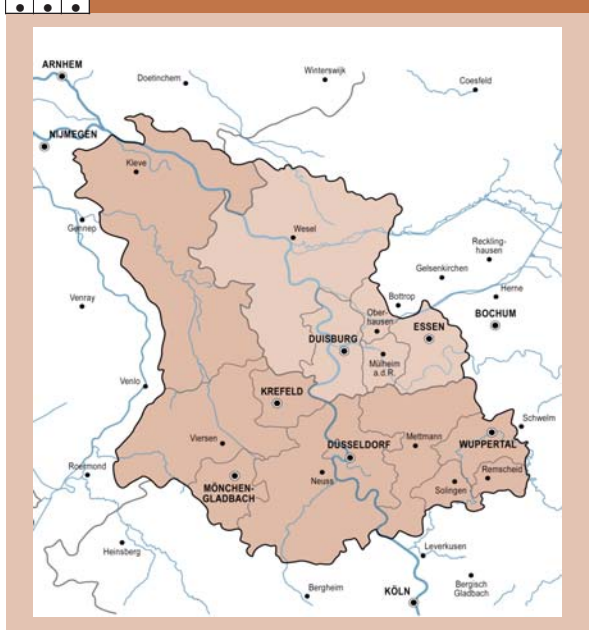 ARNHEM
Doetinchem
Winterswijk
Coesfeld
NIJMEGEN
Kleve
Gennep
Wesel
Reckling-
hausen
Gelsenkirchen
Venray
Bottrop
Herne
Ober-
hausen
ESSEN
BOCHUM
DUISBURG
Mülheim
a.d.R.
Venlo
KREFELD
Schwelm
Viersen
Mettmann
WUPPERTAL
DÜSSELDORF
Roermond
MÖNCHEN-
GLADBACH
Neuss
Solingen
Remscheid
Heinsberg
Leverkusen
Bergheim
KÖLN
Bergisch
Gladbach